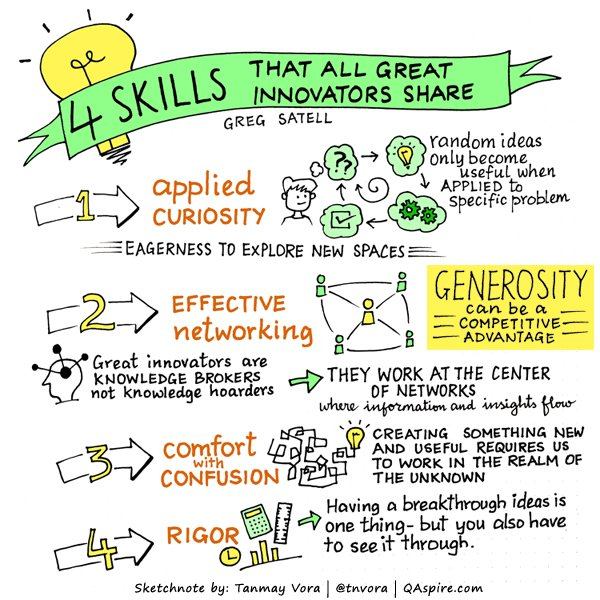 4 SKILLS THAT ALL GREAT
INNOVATORS SHARE
GREG SATELL
1
applied
CURIOSITY
??
random ideas
only become
useful when
APPLIED to
specific problem
EAGERNESS TO EXPLORE NEW SPACES
2
EFFECTIVE
networking
GENEROSITY
can be a
COMPETITIVE
ADVANTAGE
Great innovators are
KNOWLEDGE BROKERS
not knowledge hoarders
THEY WORK AT THE CENTER
OF NETWORKS
where information and insights flow
3
COMFORT
with
CONFUSION
CREATING SOMETHING NEW
AND USEFUL REQUIRES US
TO WORK IN THE REALM OF
THE UNKNOWN
4
RIGOR
Having a breakthrough ideas is
one thing - but you also have
to see it through.
Sketchnote by: Tanmay Vora | @tnvora | QAspire.com